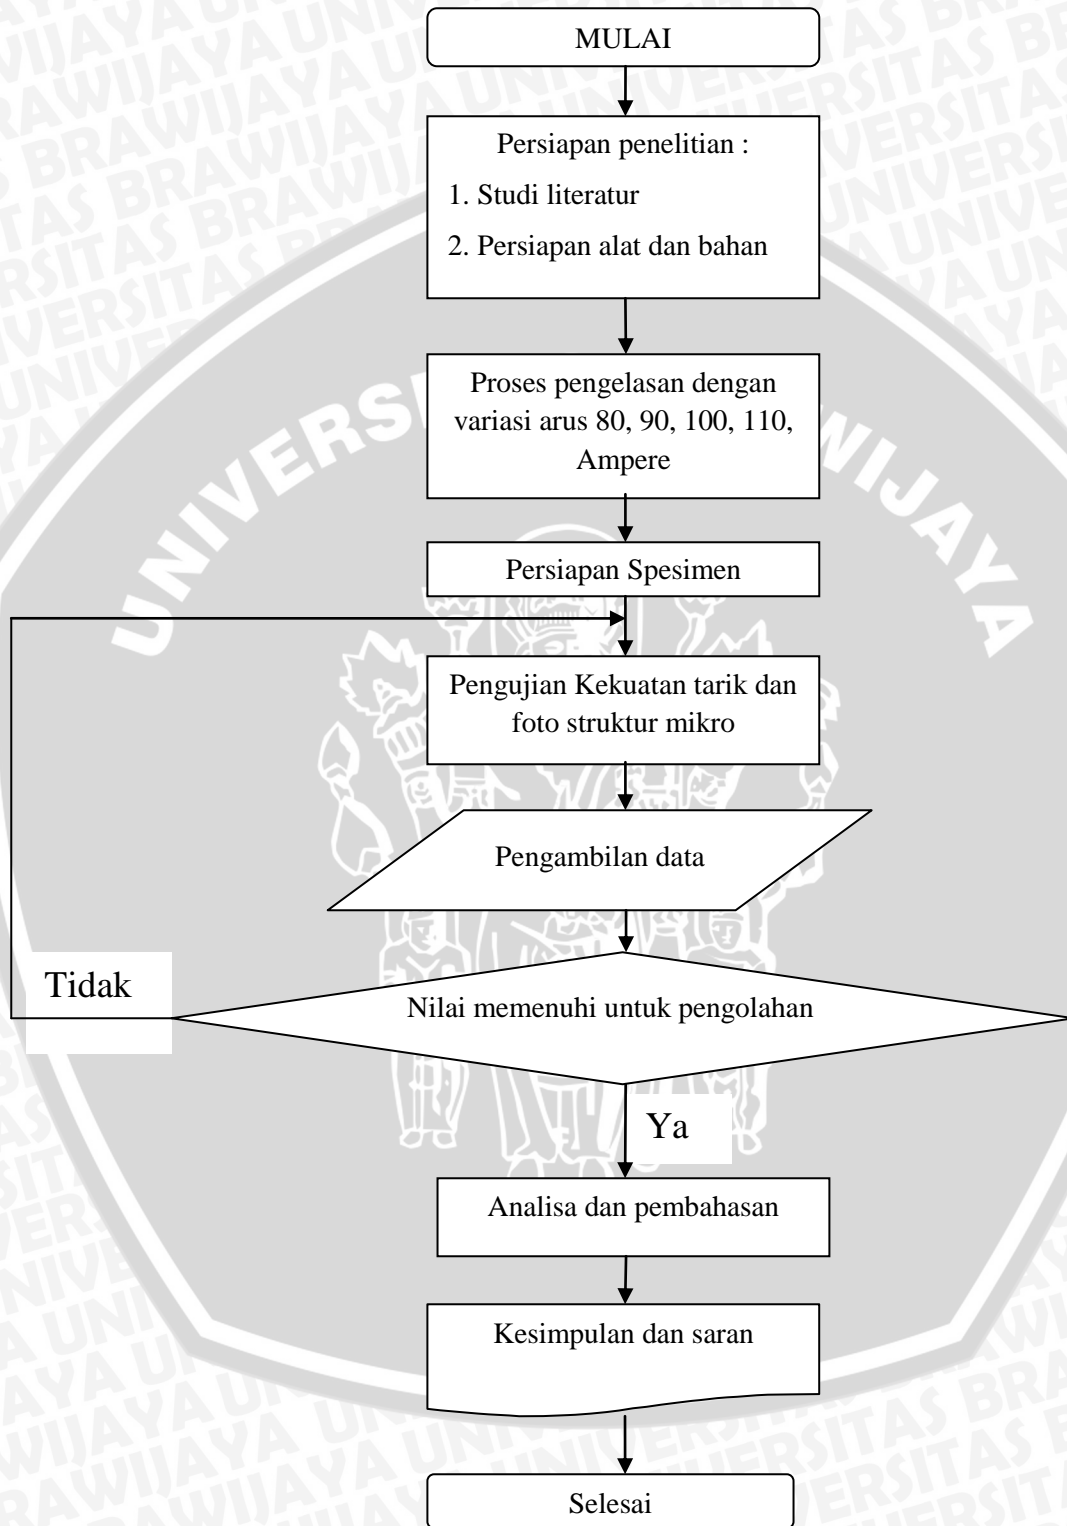 MULAI
Persiapan penelitian :
1. Studi literatur
2. Persiapan alat dan bahan
Proses pengelasan dengan
variasi arus 80, 90, 100, 110,
Ampere
Persiapan Spesimen
Pengujian Kekuatan tarik dan
foto struktur mikro
Pengambilan data
Tidak
Nilai memenuhi untuk pengolahan
Ya
Analisa dan pembahasan
Kesimpulan dan saran
Selesai